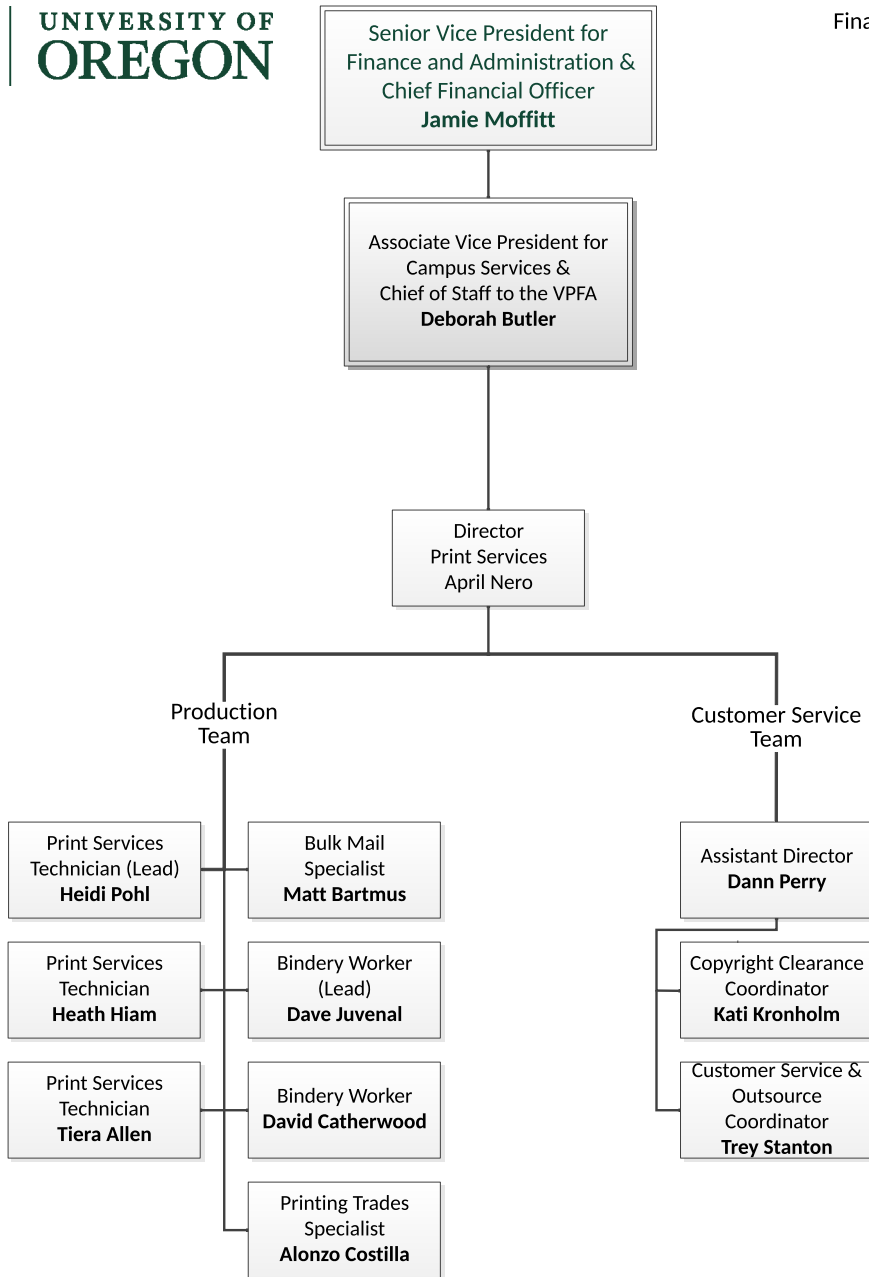 UNIVERSITY OF
OREGON
Senior Vice President for
Finance and Administration &
Chief Financial Officer
Jamie Moffitt
Associate Vice President for
Campus Services &
Chief of Staff to the VPFA
Deborah Butler
Director
Print Services
April Nero
Production
Team
Print Services
Technician (Lead)
Heidi Pohl
Bulk Mail
Specialist
Matt Bartmus
Print Services
Technician
Heath Hiam
Bindery Worker
(Lead)
Dave Juvenal
Print Services
Technician
Tiera Allen
Bindery Worker
David Catherwood
Printing Trades
Specialist
Alonzo Costilla
Customer Service
Team
Assistant Director
Dann Perry
Copyright Clearance
Coordinator
Kati Kronholm
Customer Service &
Outsource
Coordinator
Trey Stanton